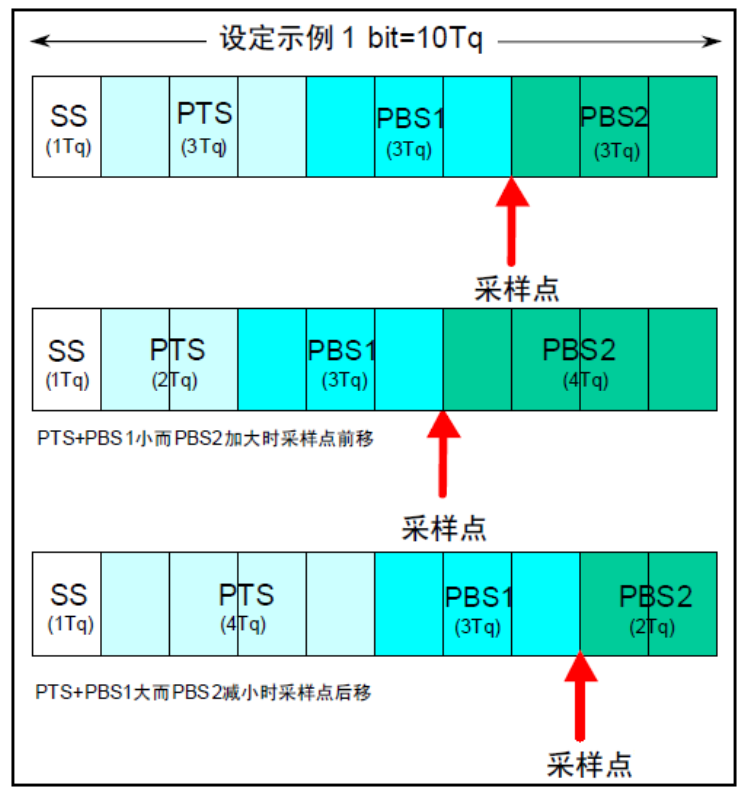 设定示例 1 bit=10Tq
SS PTS PBS1 PBS2
(1Tq) (3Tq) (3Tq) (3Tq)
采样点
SS PTS PBS1 PBS2
(1Tq) (2Tq) (3Tq) (4Tq)
PTS+PBS1小而PBS2加大时采样点前移
采样点
SS PTS PBS1 PBS2
(1Tq) (4Tq) (3Tq) (2Tq)
PTS+PBS1大而PBS2减小时采样点后移
采样点